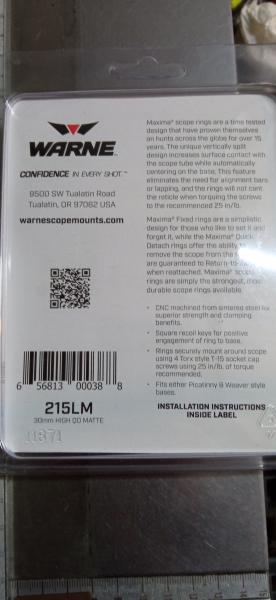 WARNE
CONFIDENCE IN EVERY SHOT.™
9500 SW Tualatin Road
Tualatin, OR 97062 USA
warnescopemounts.com
6 56813 00038 8
215LM
30mm HIGH QD MATTE
11871
Maxima® scope rings are a time tested
design that have proven themselves
on hunts across the globe for over 15
years. The unique vertically split
design increases surface contact with
the scope tube while automatically
centering on the base. This feature
eliminates the need for alignment bars
or lapping, and the rings will not cant
the reticle when torquing the screws
to the recommended 25 in/lb.
Maxima® Fixed rings are a simplistic
design for those who like to set it and
forget it, while the Maxima® Quick
Detach rings offer the ability to
remove the scope from the
are guaranteed to Return-to-
when reattached. Maxima® scope
rings are simply the strongest, most
durable scope rings available.
• CNC machined from sintered steel for
superior strength and clamping
benefits.
• Square recoil keys for positive
engagement of ring to base.
• Rings securely mount around scope
using 4 Torx style T-15 socket cap
screws using 25 in/lb. of torque
recommended.
• Fits either Picatinny & Weaver style
bases.
INSTALLATION INSTRUCTIONS
INSIDE LABEL